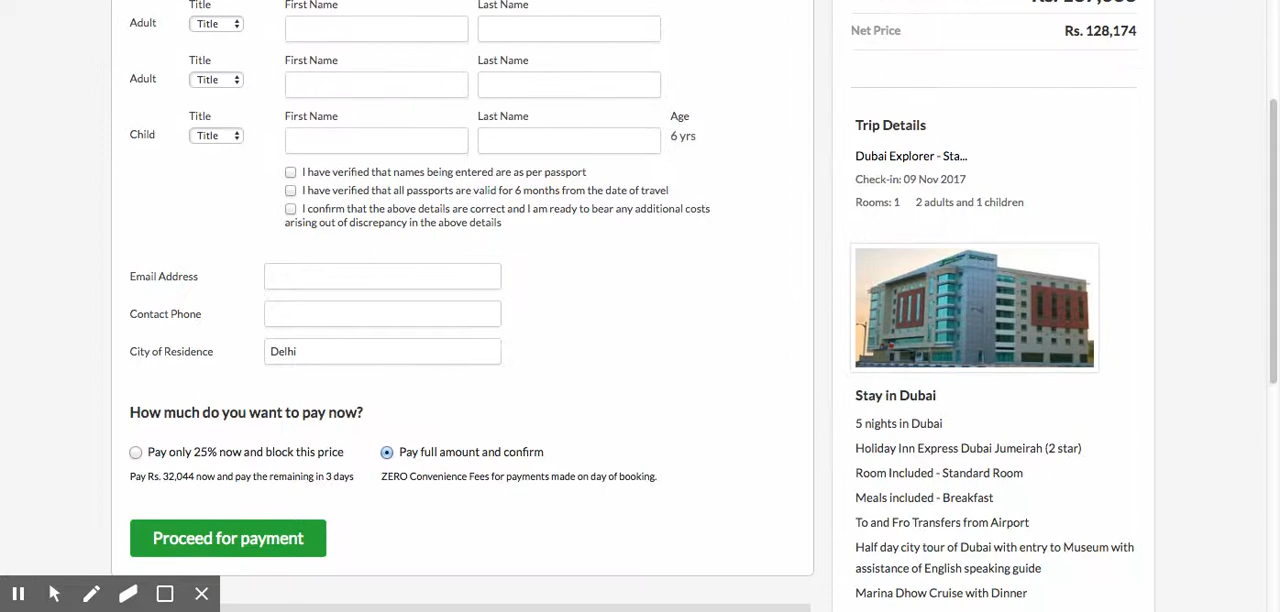 Title First Name Last Name
Adult Title
Title First Name Last Name
Adult Title
Title First Name Last Name Age
Child Title 6 yrs
I have verified that names being entered are as per passport
I have verified that all passports are valid for 6 months from the date of travel
I confirm that the above details are correct and I am ready to bear any additional costs
arising out of discrepancy in the above details
Email Address
Contact Phone
City of Residence Delhi
How much do you want to pay now?
Pay only 25% now and block this price Pay full amount and confirm
Pay Rs. 32,044 now and pay the remaining in 3 days ZERO Convenience Fees for payments made on day of booking.
Proceed for payment
Net Price Rs. 128,174
Trip Details
Dubai Explorer - Sta...
Check-in: 09 Nov 2017
Rooms: 1 2 adults and 1 children
Stay in Dubai
5 nights in Dubai
Holiday Inn Express Dubai Jumeirah (2 star)
Room Included - Standard Room
Meals included - Breakfast
To and Fro Transfers from Airport
Half day city tour of Dubai with entry to Museum with
assistance of English speaking guide
Marina Dhow Cruise with Dinner